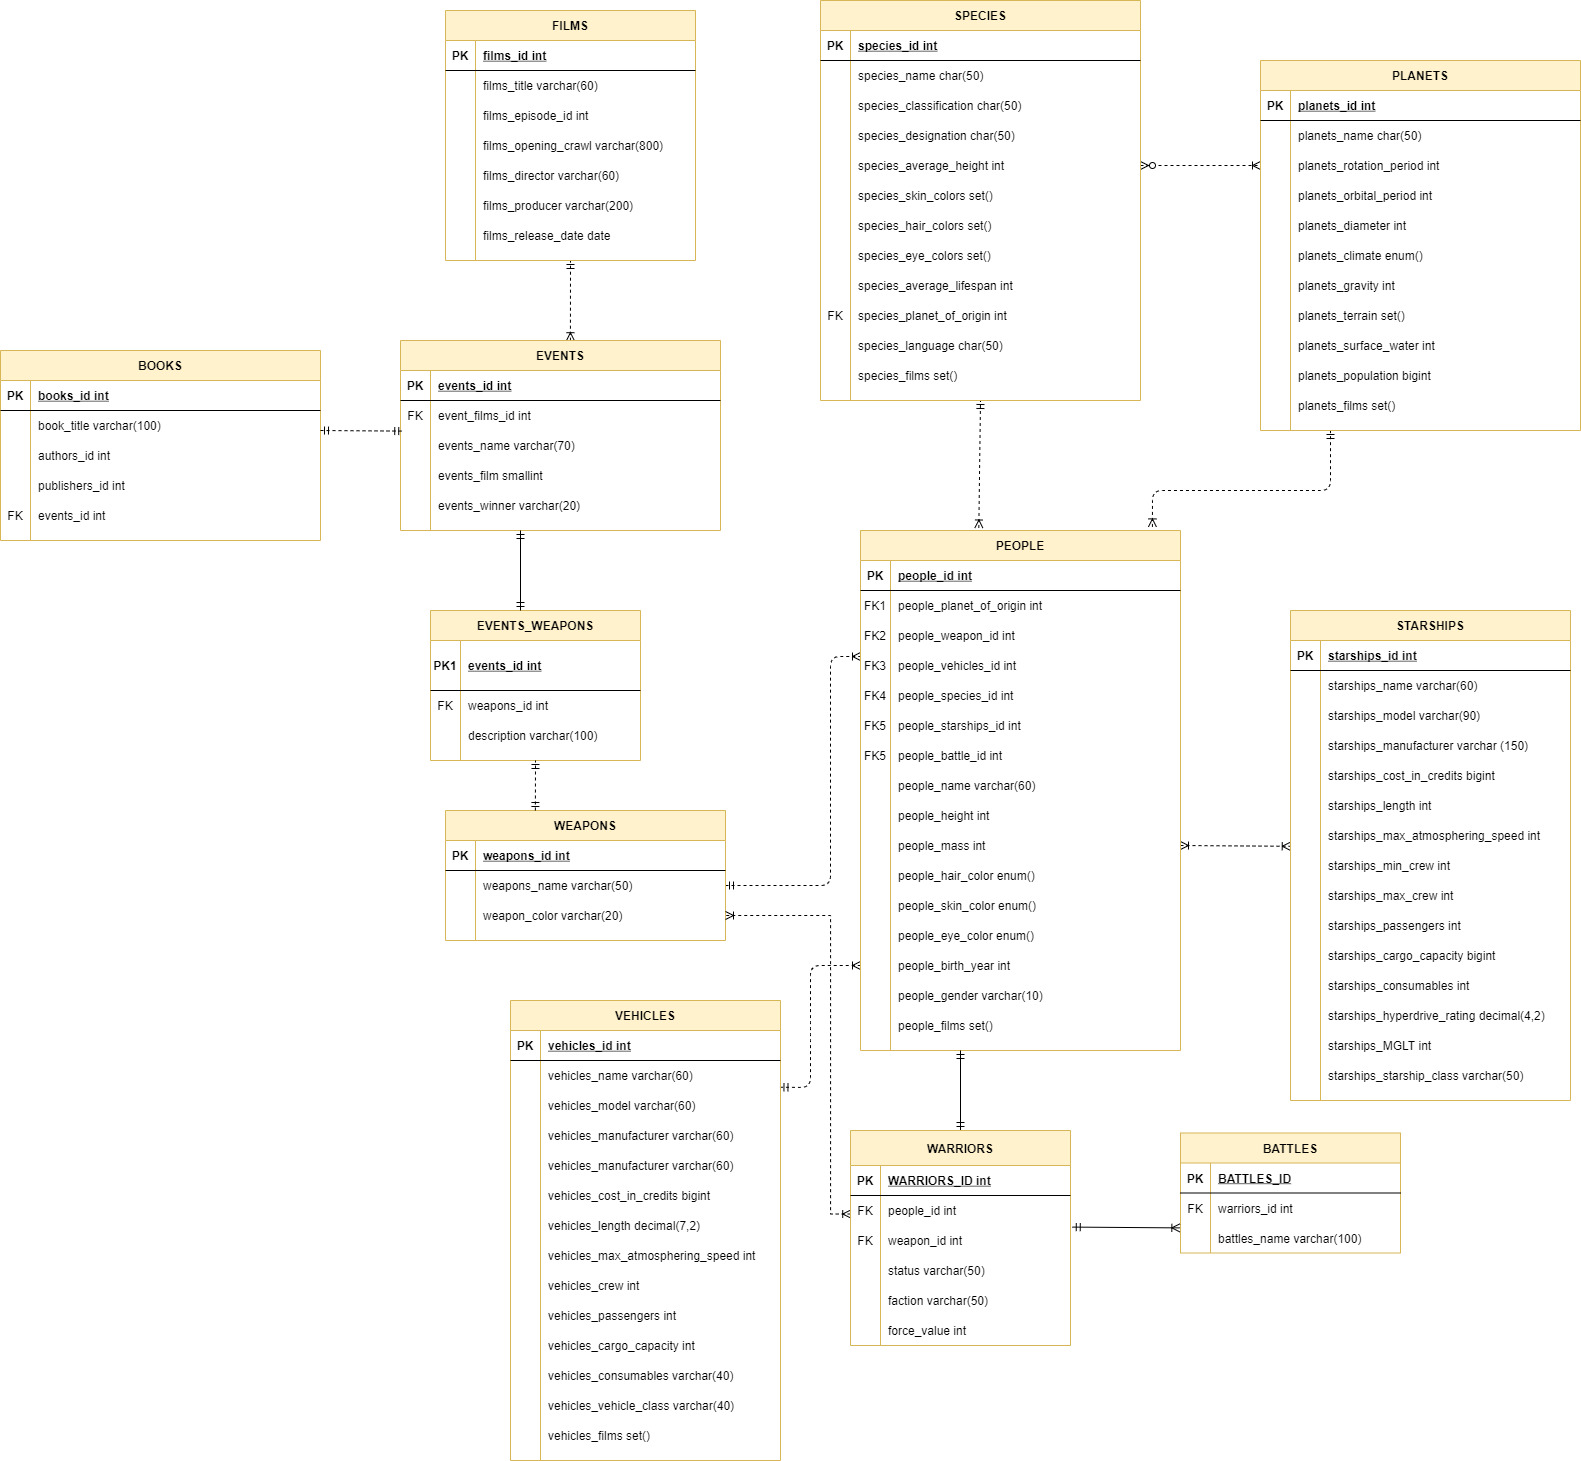 FILMS
PK films_id int
films_title varchar(60)
films_episode_id int
films_opening_crawl varchar(800)
films_director varchar(60)
films_producer varchar(200)
films_release_date date
SPECIES
PK species_id int
species_name char(50)
species_classification char(50)
species_designation char(50)
species_average_height int
species_skin_colors set()
species_hair_colors set()
species_eye_colors set()
species_average_lifespan int
FK species_planet_of_origin int
species_language char(50)
species_films set()
PLANETS
PK planets_id int
planets_name char(50)
planets_rotation_period int
planets_orbital_period int
planets_diameter int
planets_climate enum()
planets_gravity int
planets_terrain set()
planets_surface_water int
planets_population bigint
planets_films set()
BOOKS
PK books_id int
book_title varchar(100)
authors_id int
publishers_id int
FK events_id int
EVENTS
PK events_id int
FK event_films_id int
events_name varchar(70)
events_film smallint
events_winner varchar(20)
EVENTS_WEAPONS
PK1 events_id int
FK weapons_id int
description varchar(100)
WEAPONS
PK weapons_id int
weapons_name varchar(50)
weapon_color varchar(20)
PEOPLE
PK people_id int
FK1 people_planet_of_origin int
FK2 people_weapon_id int
FK3 people_vehicles_id int
FK4 people_species_id int
FK5 people_starships_id int
FK5 people_battle_id int
people_name varchar(60)
people_height int
people_mass int
people_hair_color enum()
people_skin_color enum()
people_eye_color enum()
people_birth_year int
people_gender varchar(10)
people_films set()
STARSHIPS
PK starships_id int
starships_name varchar(60)
starships_model varchar(90)
starships_manufacturer varchar (150)
starships_cost_in_credits bigint
starships_length int
starships_max_atmosphering_speed int
starships_min_crew int
starships_max_crew int
starships_passengers int
starships_cargo_capacity bigint
starships_consumables int
starships_hyperdrive_rating decimal(4,2)
starships_MGLT int
starships_starship_class varchar(50)
VEHICLES
PK vehicles_id int
vehicles_name varchar(60)
vehicles_model varchar(60)
vehicles_manufacturer varchar(60)
vehicles_manufacturer varchar(60)
vehicles_cost_in_credits bigint
vehicles_length decimal(7,2)
vehicles_max_atmosphering_speed int
vehicles_crew int
vehicles_passengers int
vehicles_cargo_capacity int
vehicles_consumables varchar(40)
vehicles_vehicle_class varchar(40)
vehicles_films set()
WARRIORS
PK WARRIORS_ID int
FK people_id int
FK weapon_id int
status varchar(50)
faction varchar(50)
force_value int
BATTLES
PK BATTLES_ID
FK warriors_id int
battles_name varchar(100)